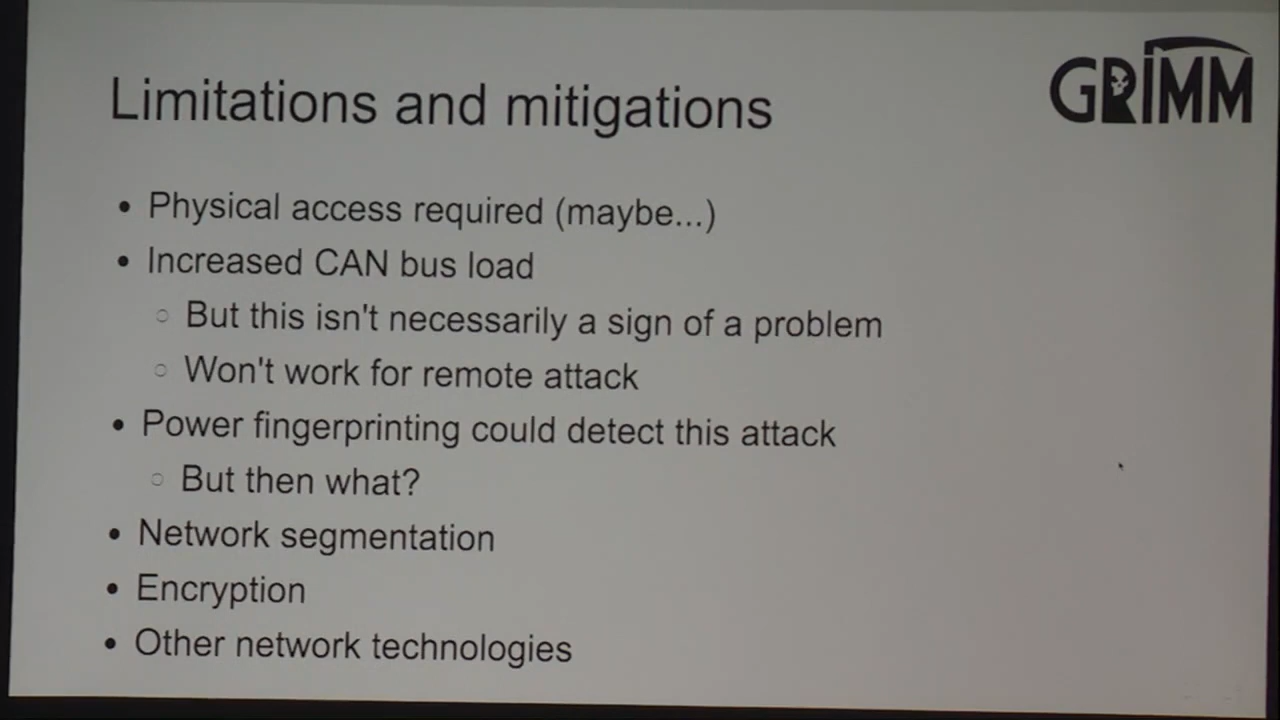 GRIMM
Limitations and mitigations
• Physical access required (maybe...)
• Increased CAN bus load
○ But this isn't necessarily a sign of a problem
○ Won't work for remote attack
• Power fingerprinting could detect this attack
○ But then what?
• Network segmentation
• Encryption
• Other network technologies